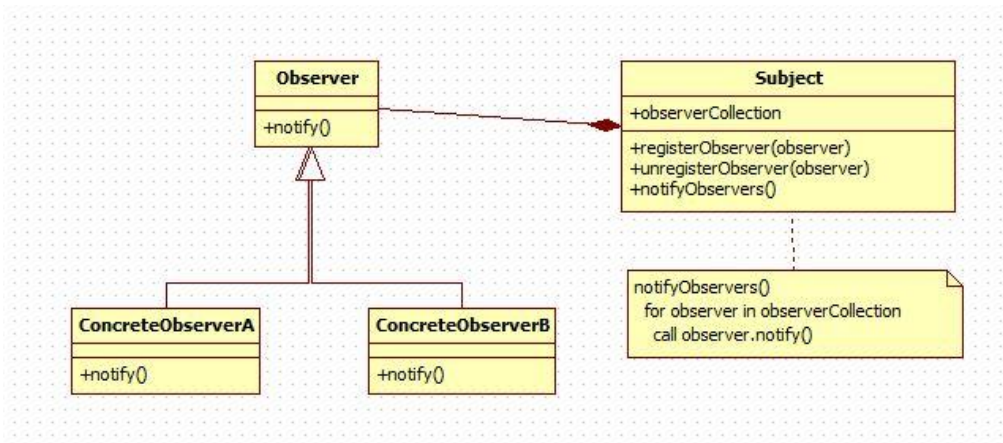 Observer
+notify()
Subject
+observerCollection
+registerObserver(observer)
+unregisterObserver(observer)
+notifyObservers()
ConcreteObserverA
+notify()
ConcreteObserverB
+notify()
notifyObservers()
for observer in observerCollection
call observer.notify()